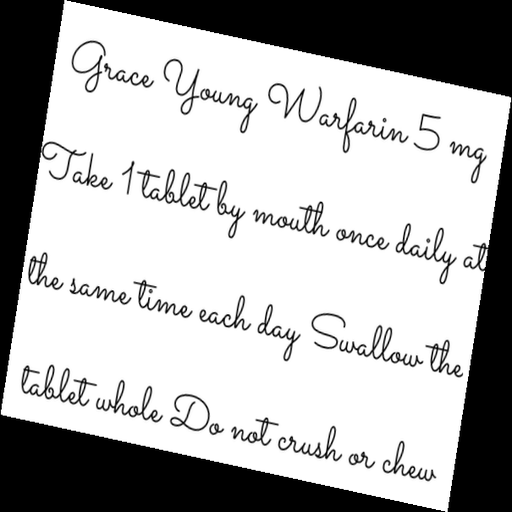 Grace Young Warfarin 5 mg
Take 1 tablet by mouth once daily at
the same time each day Swallow the
tablet whole Do not crush or chew